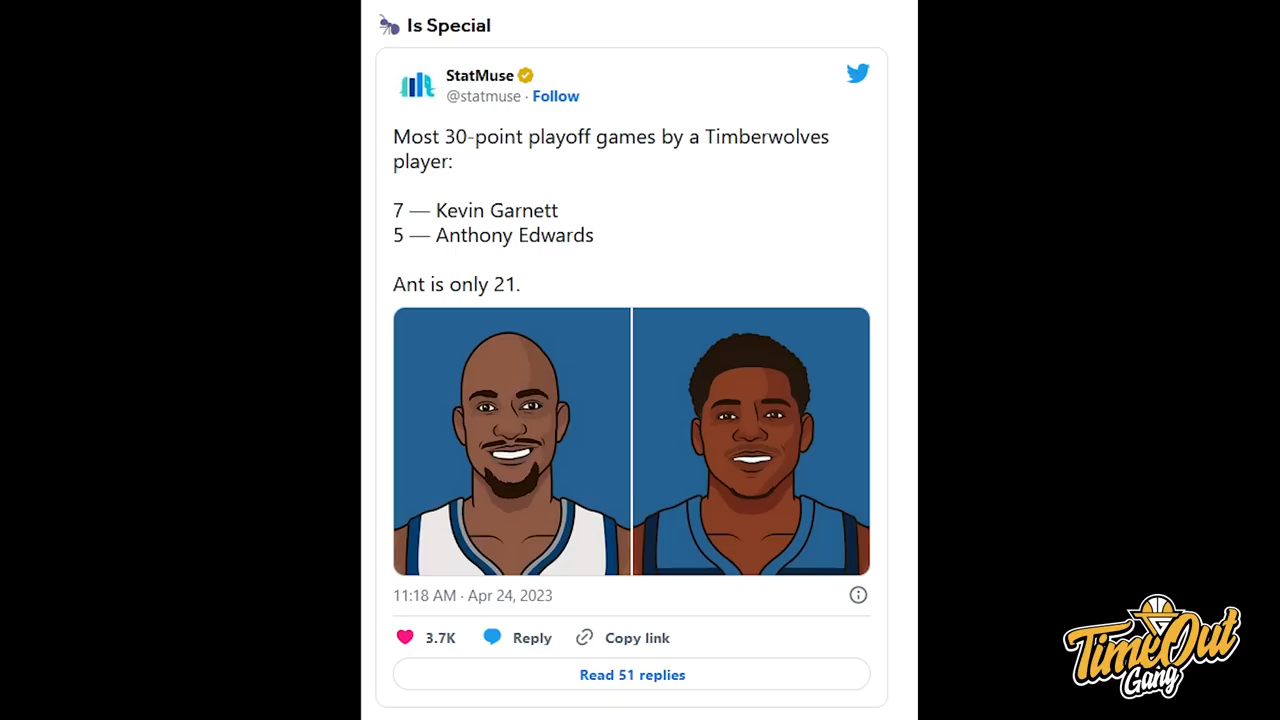 Is Special
StatMuse
@statmuse · Follow
Most 30-point playoff games by a Timberwolves
player:
7 — Kevin Garnett
5 — Anthony Edwards
Ant is only 21.
11:18 AM · Apr 24, 2023
3.7K Reply Copy link
Read 51 replies
TimeOut
Gang